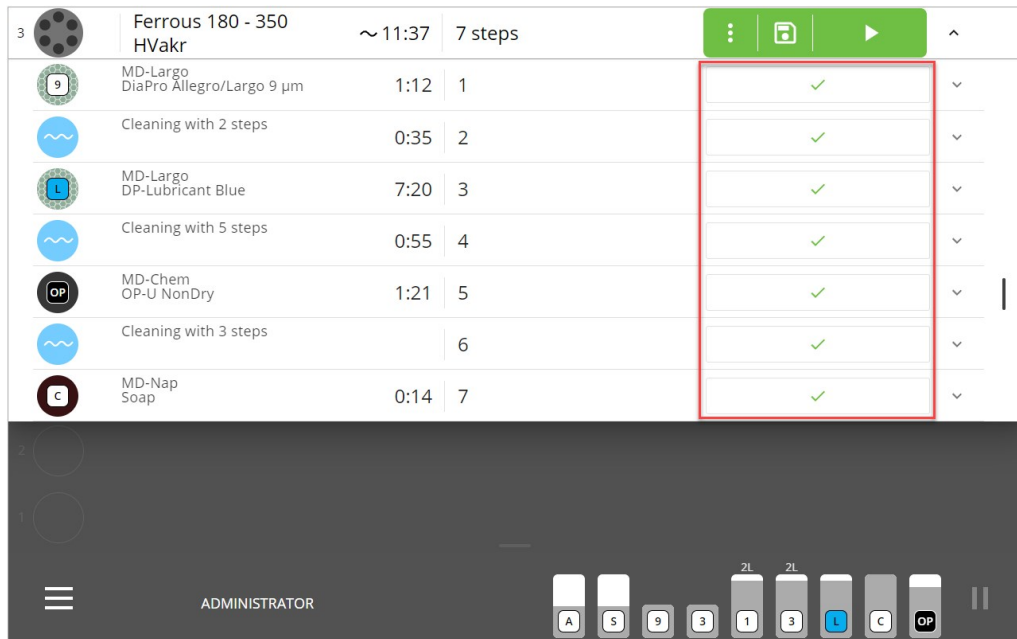 3
Ferrous 180 - 350
HVakr
~ 11:37
7 steps
9
MD-Largo
DiaPro Allegro/Largo 9 µm
1:12
1
Cleaning with 2 steps
0:35
2
L
MD-Largo
DP-Lubricant Blue
7:20
3
Cleaning with 5 steps
0:55
4
OP
MD-Chem
OP-U NonDry
1:21
5
Cleaning with 3 steps
6
C
MD-Nap
Soap
0:14
7
2
1
ADMINISTRATOR
2L 2L
A S 9 3 1 3 L C OP